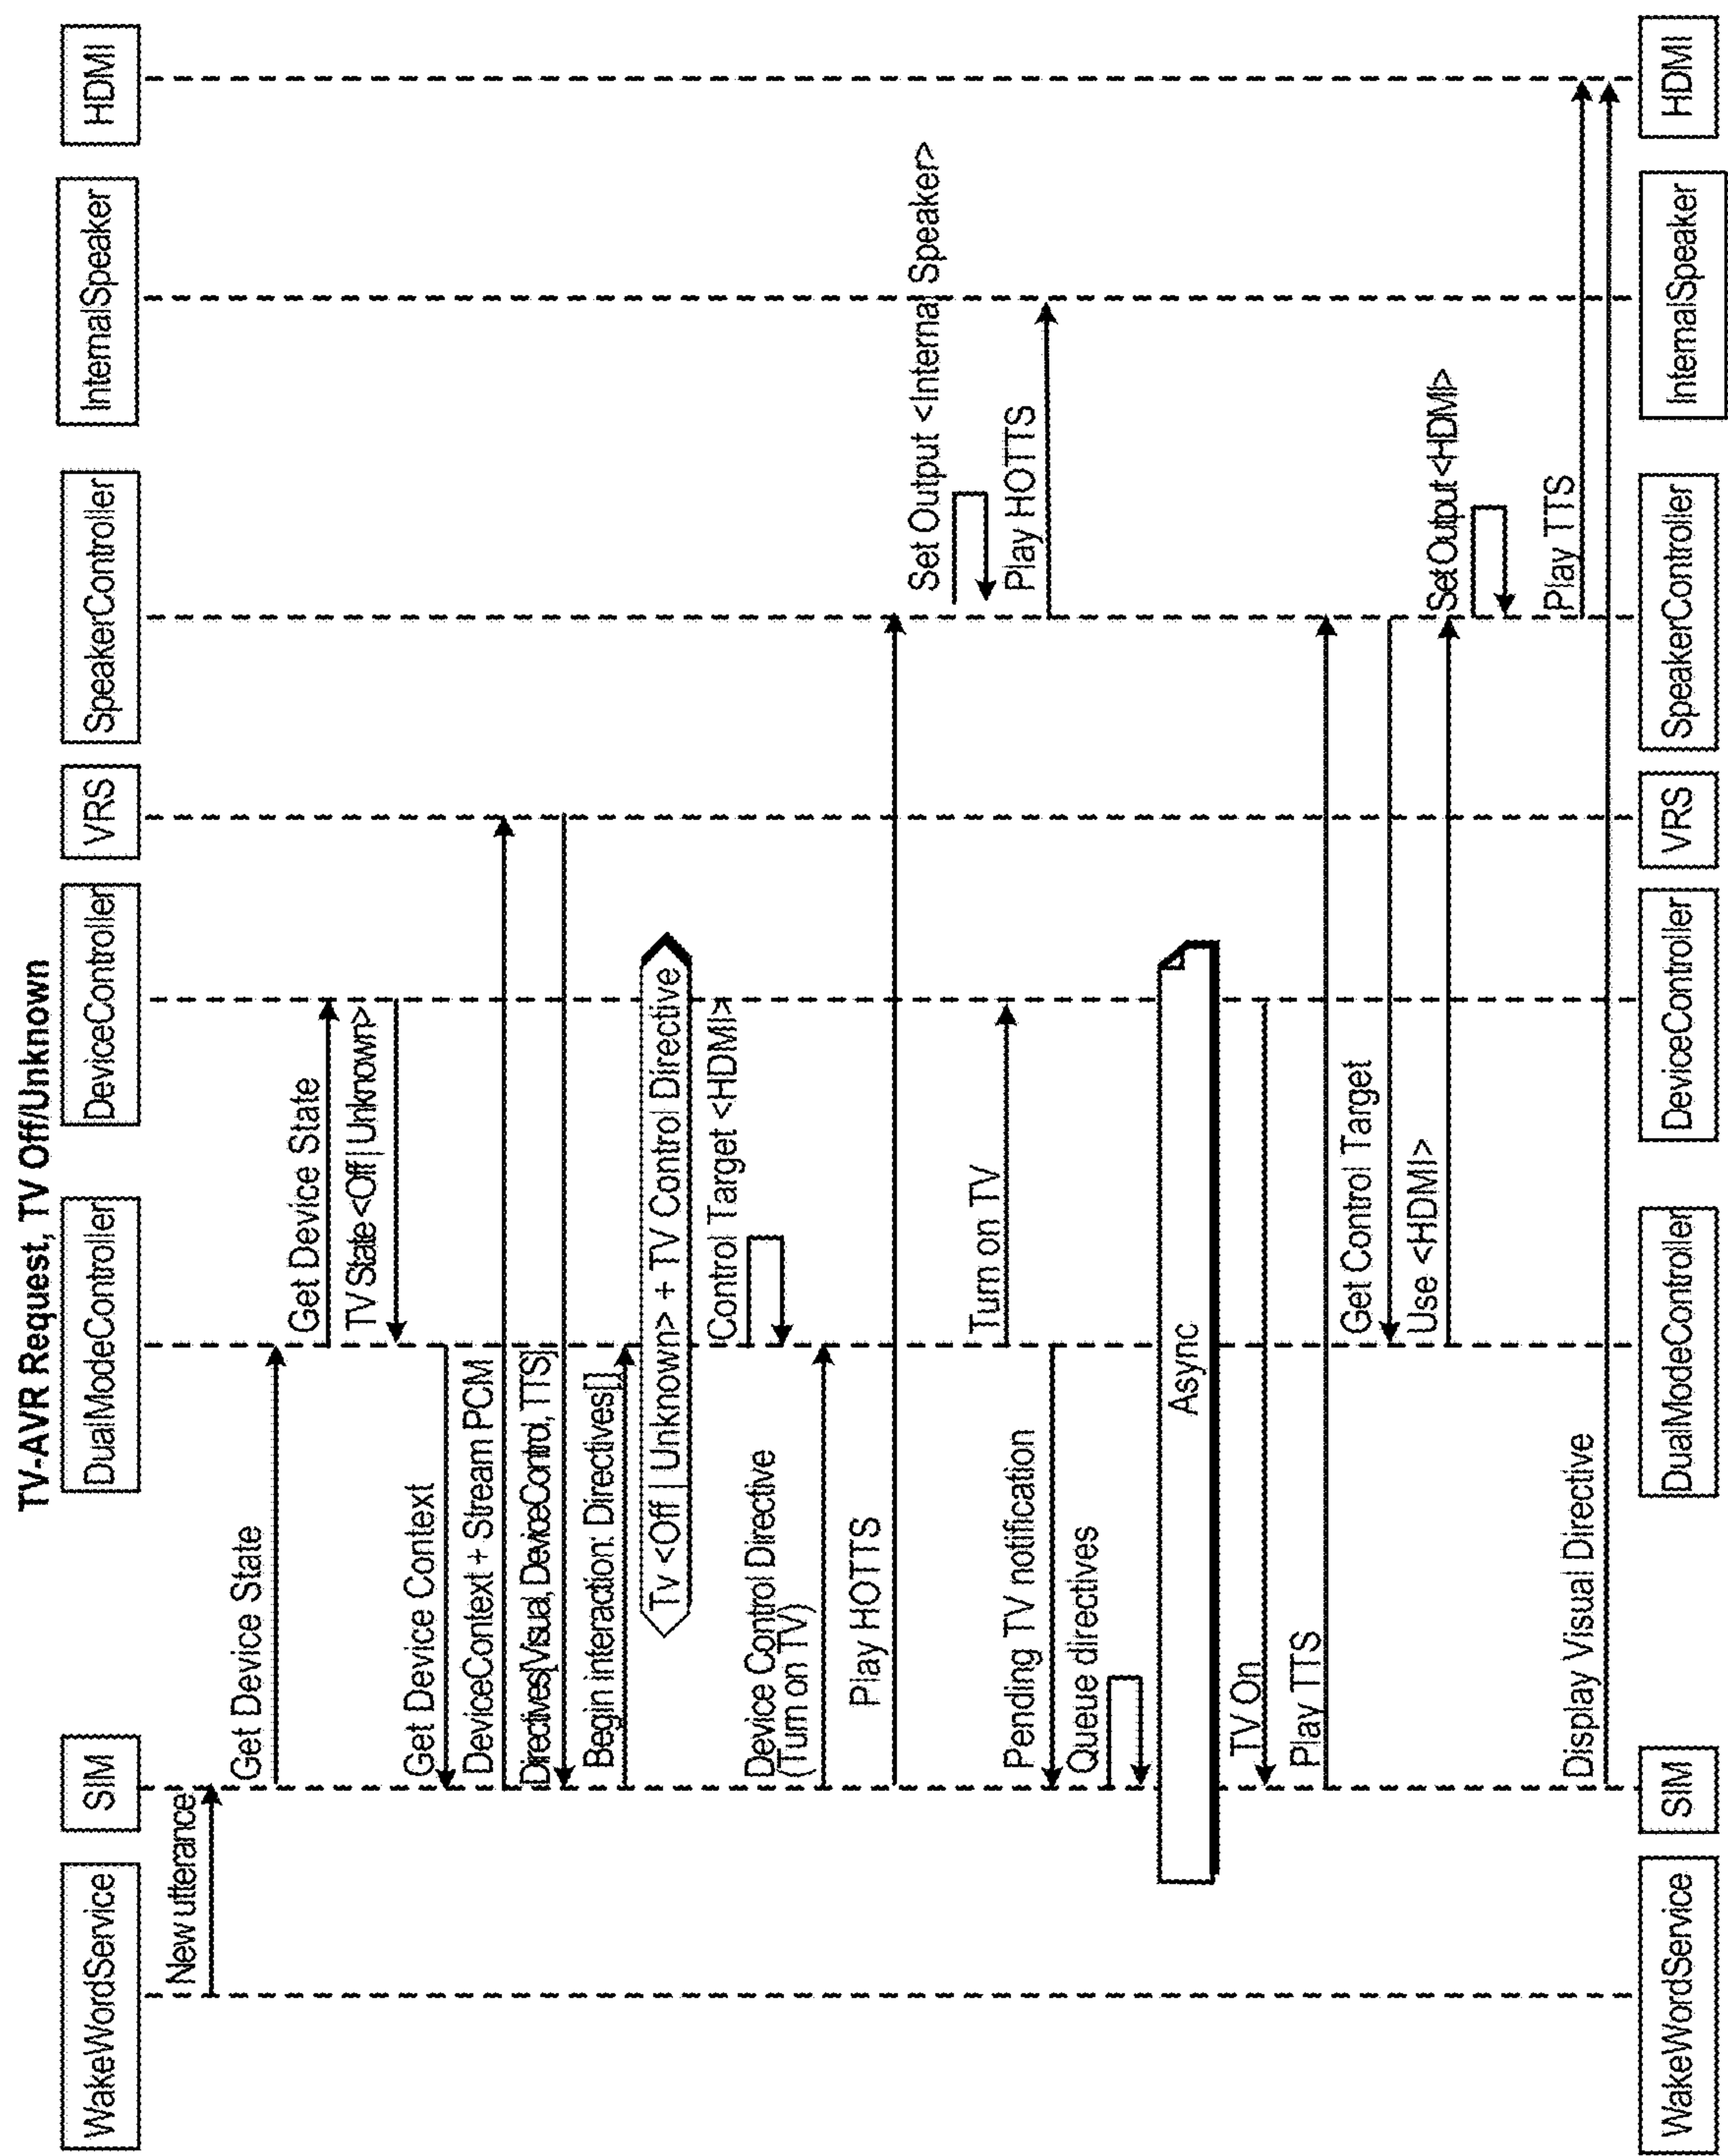 TV-AVR Request, TV Off/Unknown
WakeWordService
SIM
DualModeController
DeviceController
VRS
SpeakerController
InternalSpeaker
HDMI
New utterance
Get Device State
Get Device State
TV State <Off | Unknown>
Get Device Context
DeviceContext + Stream PCM
Directives[Visual, DeviceControl, TTS]
Begin interaction: Directives[]
Tv <Off | Unknown> + TV Control Directive
Control Target <HDMI>
Device Control Directive
(Turn on TV)
Play HOTTS
Set Output <Internal Speaker>
Turn on TV
Play HOTTS
Pending TV notification
Queue directives
Async
TV On
Play TTS
Get Control Target
Use <HDMI>
Set Output <HDMI>
Play TTS
Display Visual Directive
WakeWordService
SIM
DualModeController
DeviceController
VRS
SpeakerController
InternalSpeaker
HDMI